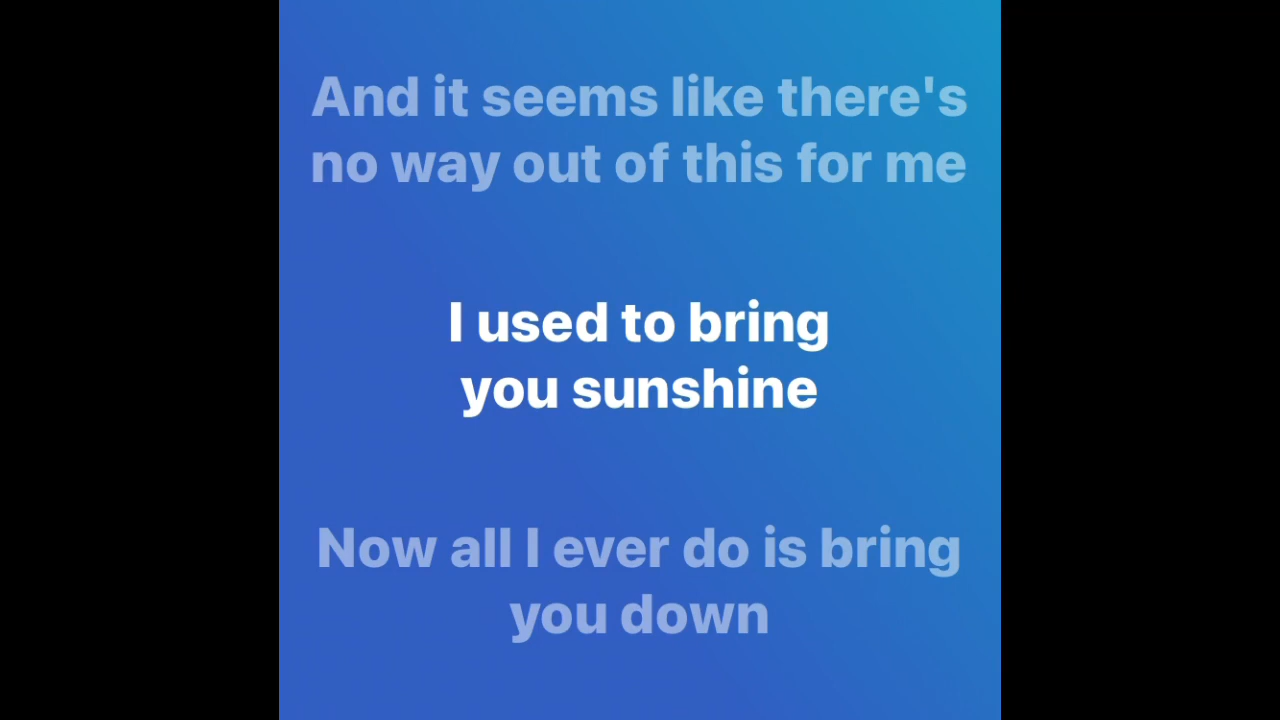 And it seems like there's
no way out of this for me
I used to bring
you sunshine
Now all I ever do is bring
you down